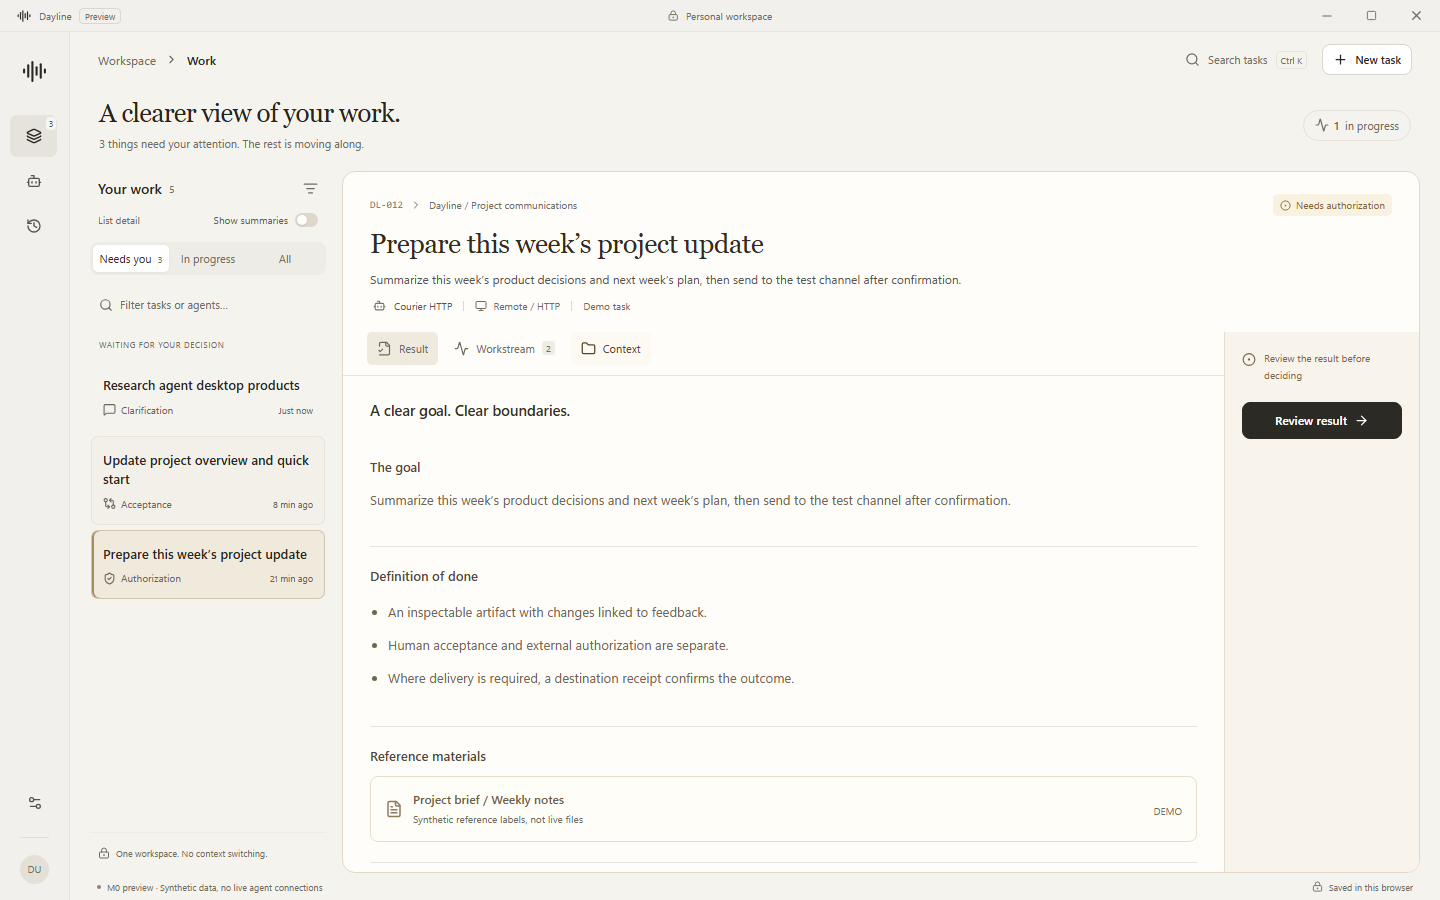 Dayline Preview
Personal workspace
Workspace > Work
Search tasks Ctrl K
New task
A clearer view of your work.
3 things need your attention. The rest is moving along.
1 in progress
3
Your work 5
List detail Show summaries
Needs you 3 In progress All
Filter tasks or agents...
WAITING FOR YOUR DECISION
Research agent desktop products
Clarification Just now
Update project overview and quick
start
Acceptance 8 min ago
Prepare this week’s project update
Authorization 21 min ago
One workspace. No context switching.
DU
M0 preview · Synthetic data, no live agent connections
DL-012 > Dayline / Project communications
Needs authorization
Prepare this week’s project update
Summarize this week’s product decisions and next week’s plan, then send to the test channel after confirmation.
Courier HTTP Remote / HTTP Demo task
Result Workstream 2 Context
A clear goal. Clear boundaries.
The goal
Summarize this week’s product decisions and next week’s plan, then send to the test channel after confirmation.
Definition of done
• An inspectable artifact with changes linked to feedback.
• Human acceptance and external authorization are separate.
• Where delivery is required, a destination receipt confirms the outcome.
Reference materials
Project brief / Weekly notes
Synthetic reference labels, not live files
DEMO
Review the result before
deciding
Review result
Saved in this browser